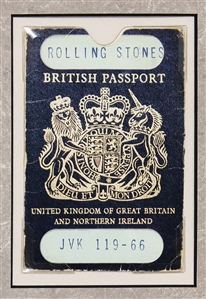 ROLLING STONES
BRITISH PASSPORT
DIEU ET MON DROIT
UNITED KINGDOM OF GREAT BRITAIN
AND NORTHERN IRELAND
JVK 119-66